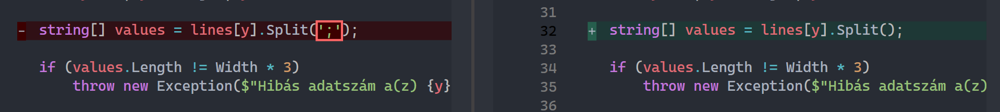 - string[] values = lines[y].Split(';');
if (values.Length != Width * 3)
throw new Exception($"Hibás adatszám a(z) {y}
31
32 + string[] values = lines[y].Split();
33
34 if (values.Length != Width * 3)
35 throw new Exception($"Hibás adatszám a(z)
36